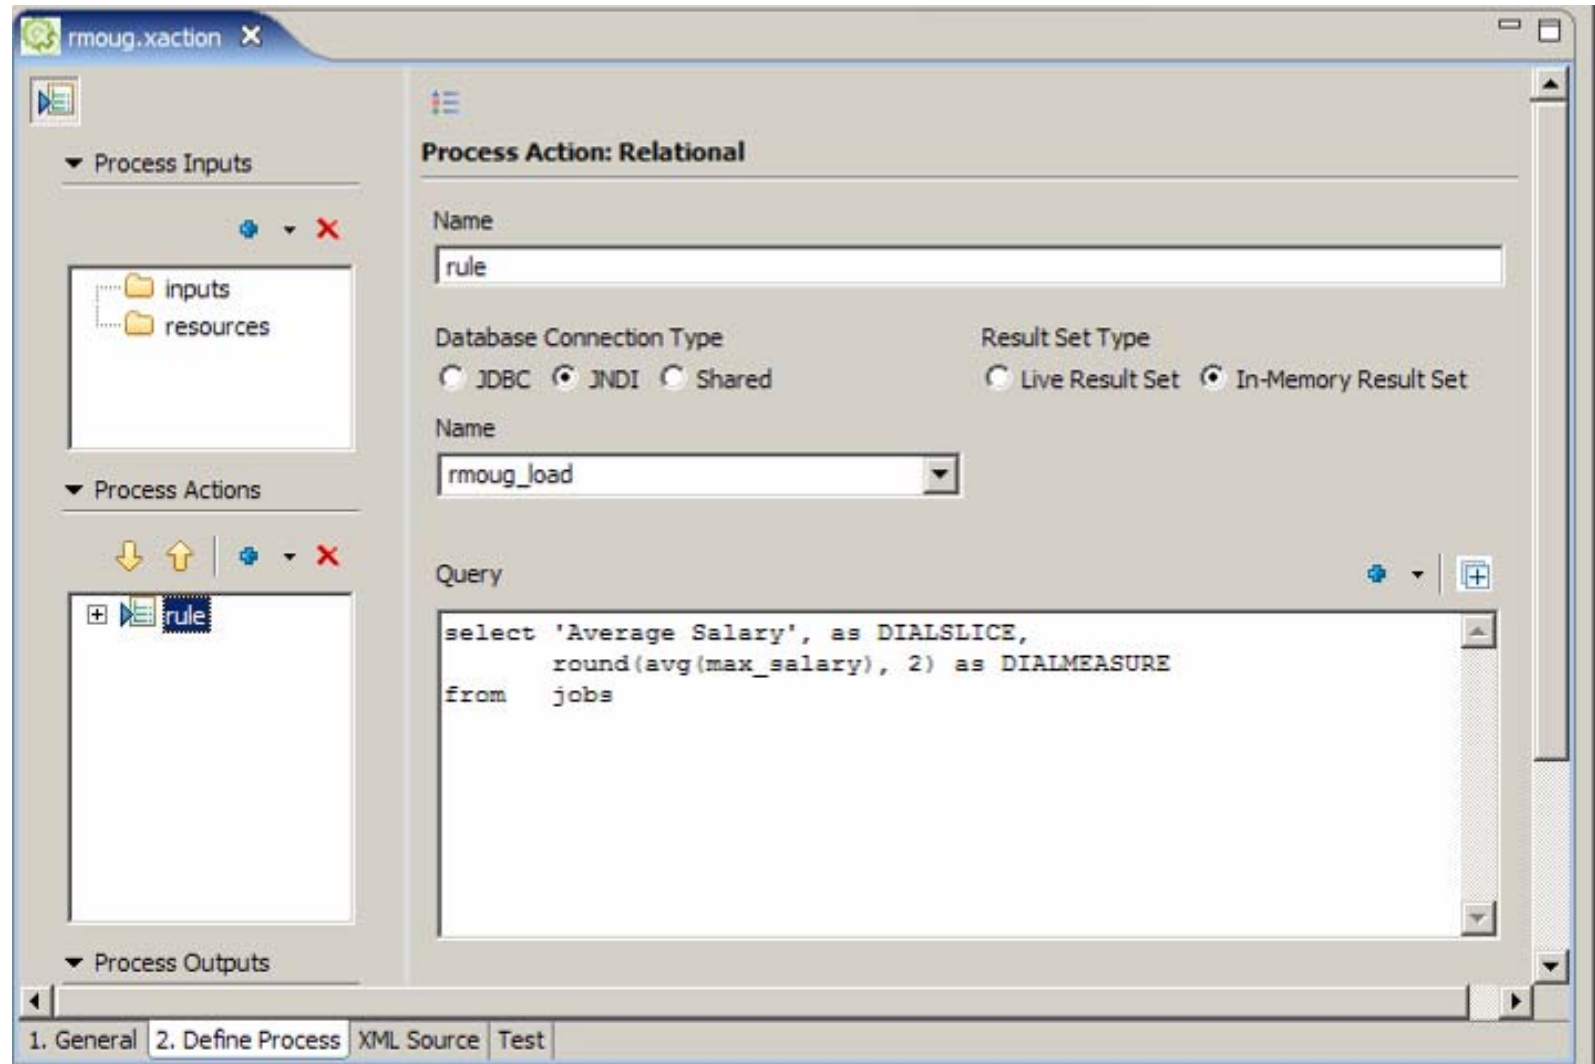 rmoug.xaction
Process Inputs
inputs
resources
Process Actions
rule
Process Outputs
Process Action: Relational
Name
rule
Database Connection Type
JDBC JNDI Shared
Result Set Type
Live Result Set In-Memory Result Set
Name
rmoug_load
Query
select 'Average Salary', as DIALSLICE,
round(avg(max_salary), 2) as DIALMEASURE
from jobs
1. General 2. Define Process XML Source Test